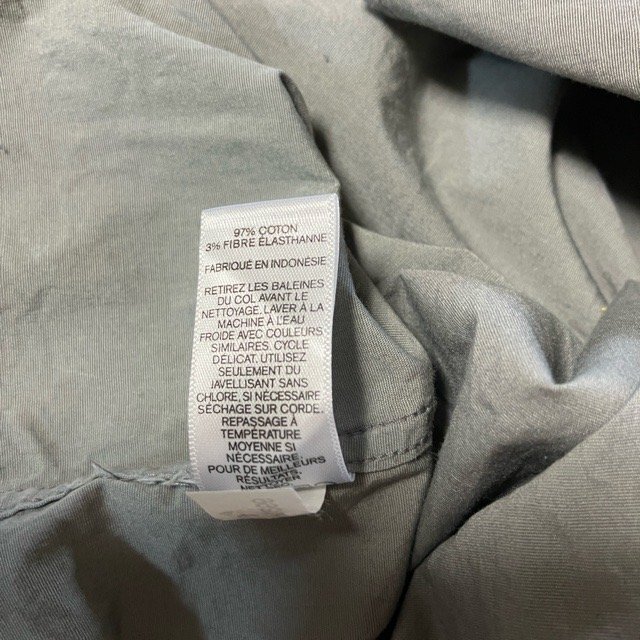 97% COTON
3% FIBRE ÉLASTHANNE
FABRIQUÉ EN INDONÉSIE
RETIREZ LES BALEINES
DU COL AVANT LE
NETTOYAGE. LAVER À LA
MACHINE À L'EAU
FROIDE AVEC COULEURS
SIMILAIRES. CYCLE
DÉLICAT. UTILISEZ
SEULEMENT DU
JAVELLISANT SANS
CHLORE, SI NÉCESSAIRE
SÉCHAGE SUR CORDE.
REPASSAGE À
TEMPÉRATURE
MOYENNE SI
NÉCESSAIRE.
POUR DE MEILLEURS
RÉSULTATS